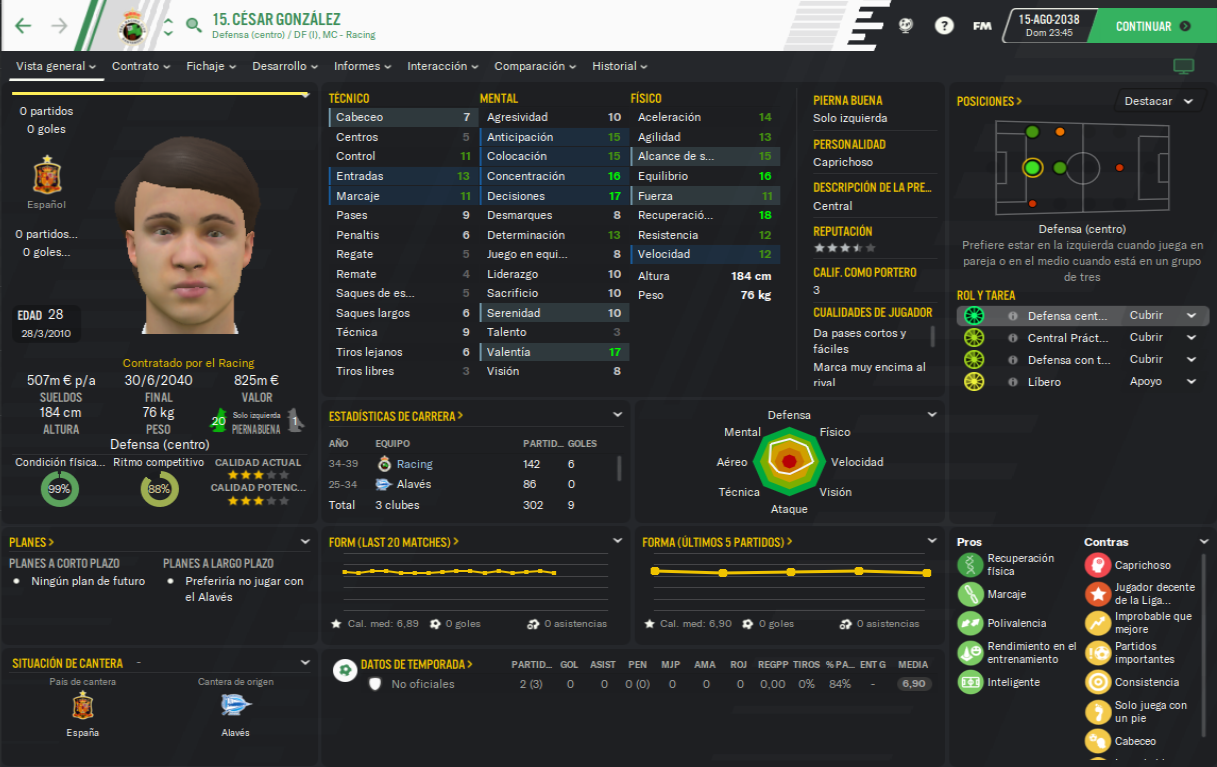 15. CÉSAR GONZÁLEZ
Defensa (centro) / DF (I), MC - Racing
?
FM
15-AGO-2038
Dom 23:45
CONTINUAR
Vista general
Contrato
Fichaje
Desarrollo
Informes
Interacción
Comparación
Historial
0 partidos
0 goles
Español
0 partidos...
0 goles...
EDAD 28
28/3/2010
Contratado por el Racing
507m € p/a
SUELDOS
30/6/2040
FINAL
825m €
VALOR
184 cm
ALTURA
76 kg
PESO
20
Solo izquierda
PIERNA BUENA
1
Defensa (centro)
Condición física...
99%
Ritmo competitivo
88%
CALIDAD ACTUAL
CALIDAD POTENC...
TÉCNICO
Cabeceo 7
Centros 5
Control 11
Entradas 13
Marcaje 11
Pases 9
Penaltis 6
Regate 5
Remate 4
Saques de es... 5
Saques largos 6
Técnica 9
Tiros lejanos 6
Tiros libres 3
MENTAL
Agresividad 10
Anticipación 15
Colocación 15
Concentración 16
Decisiones 17
Desmarques 8
Determinación 13
Juego en equi... 8
Liderazgo 10
Sacrificio 10
Serenidad 10
Talento 3
Valentía 17
Visión 8
FÍSICO
Aceleración 14
Agilidad 13
Alcance de s... 15
Equilibrio 16
Fuerza 11
Recuperació... 18
Resistencia 12
Velocidad 12
Altura 184 cm
Peso 76 kg
PIERNA BUENA
Solo izquierda
PERSONALIDAD
Caprichoso
DESCRIPCIÓN DE LA PRE...
Central
REPUTACIÓN
CALIF. COMO PORTERO
3
CUALIDADES DE JUGADOR
Da pases cortos y
fáciles
Marca muy encima al
rival
POSICIONES >
Destacar
Defensa (centro)
Prefiere estar en la izquierda cuando juega en
pareja o en el medio cuando está en un grupo
de tres
ROL Y TAREA
Defensa cent... Cubrir
Central Práct... Cubrir
Defensa con t... Cubrir
Líbero Apoyo
ESTADÍSTICAS DE CARRERA >
AÑO EQUIPO PARTID... GOLES
34-39 Racing 142 6
25-34 Alavés 86 0
Total 3 clubes 302 9
Defensa
Mental
Físico
Aéreo
Velocidad
Técnica
Visión
Ataque
PLANES >
PLANES A CORTO PLAZO
Ningún plan de futuro
PLANES A LARGO PLAZO
Preferiría no jugar con
el Alavés
FORM (LAST 20 MATCHES) >
Cal. med: 6,89
0 goles
0 asistencias
FORMA (ÚLTIMOS 5 PARTIDOS) >
Cal. med: 6,90
0 goles
0 asistencias
Pros
Recuperación
física
Marcaje
Polivalencia
Rendimiento en el
entrenamiento
Inteligente
Contras
Caprichoso
Jugador decente
de la Liga...
Improbable que
mejore
Partidos
importantes
Consistencia
Solo juega con
un pie
Cabeceo
SITUACIÓN DE CANTERA -
País de cantera
España
Cantera de origen
Alavés
DATOS DE TEMPORADA >
PARTID... GOL ASIST PEN MJP AMA ROJ REGPP TIROS % PA... ENT G MEDIA
No oficiales 2 (3) 0 0 0 (0) 0 0 0 0,00 0% 84% - 6,90